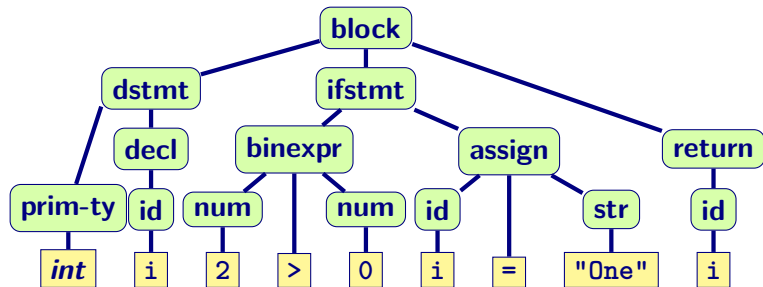 block
dstmt ifstmt
decl binexpr assign return
prim-ty id num num id str id
int i 2 > 0 i = "One" i